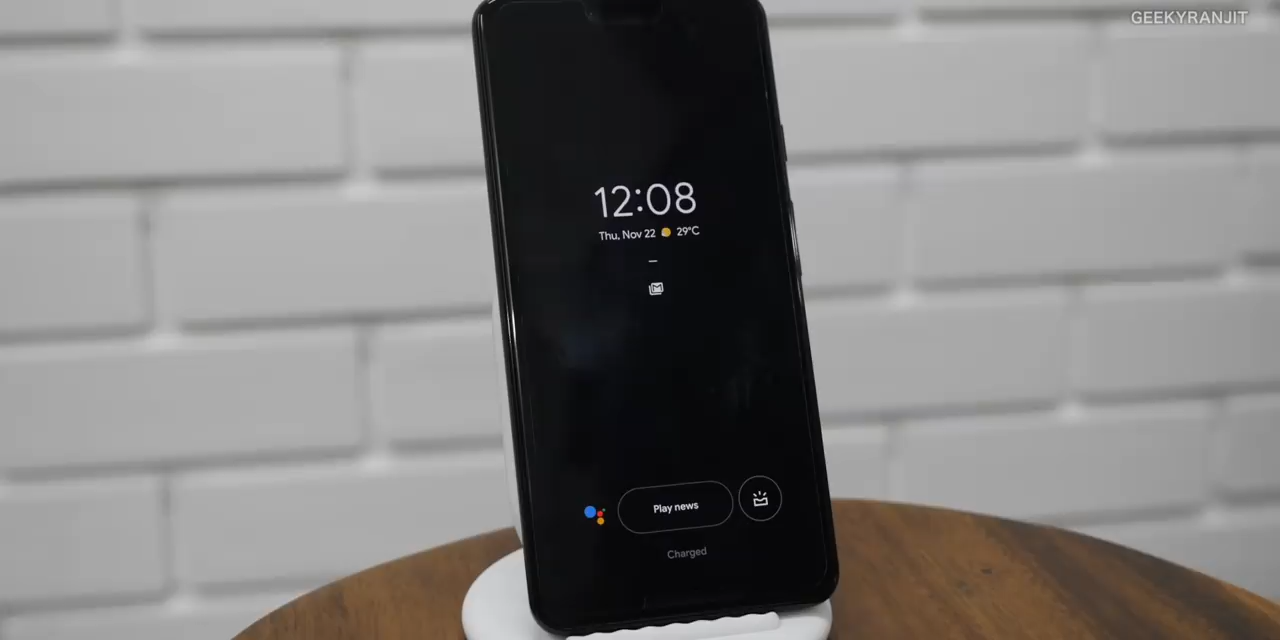 GEEKYRANJIT
12:08
Thu, Nov 22 29°C
Play news
Charged